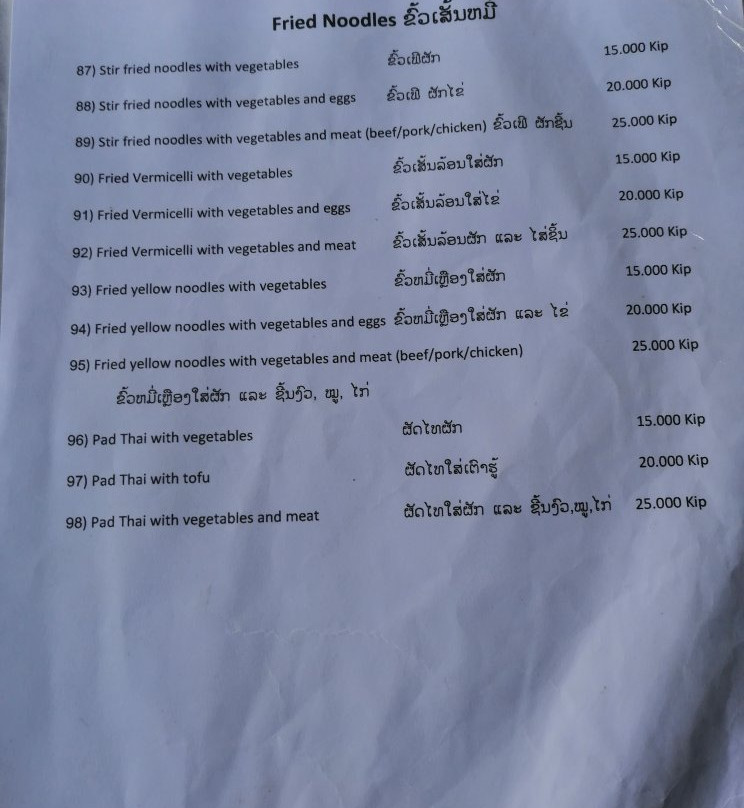 Fried Noodles ຂົ້ວເສັ້ນຫມີ່
87) Stir fried noodles with vegetables ຂົ້ວເຝີຜັກ 15.000 Kip
88) Stir fried noodles with vegetables and eggs ຂົ້ວເຝີ ຜັກໄຂ່ 20.000 Kip
89) Stir fried noodles with vegetables and meat (beef/pork/chicken) ຂົ້ວເຝີ ຜັກຊີ້ນ 25.000 Kip
90) Fried Vermicelli with vegetables ຂົ້ວເສັ້ນລ້ອນໃສ່ຜັກ 15.000 Kip
91) Fried Vermicelli with vegetables and eggs ຂົ້ວເສັ້ນລ້ອນໃສ່ໄຂ່ 20.000 Kip
92) Fried Vermicelli with vegetables and meat ຂົ້ວເສັ້ນລ້ອນຜັກ ແລະ ໄສ່ຊີ້ນ 25.000 Kip
93) Fried yellow noodles with vegetables ຂົ້ວຫມີ່ເຫຼືອງໃສ່ຜັກ 15.000 Kip
94) Fried yellow noodles with vegetables and eggs ຂົ້ວຫມີ່ເຫຼືອງໃສ່ຜັກ ແລະ ໄຂ່ 20.000 Kip
95) Fried yellow noodles with vegetables and meat (beef/pork/chicken) 25.000 Kip
ຂົ້ວຫມີ່ເຫຼືອງໃສ່ຜັກ ແລະ ຊີ້ນງົວ, ໝູ, ໄກ່
96) Pad Thai with vegetables ຜັດໄທຜັກ 15.000 Kip
97) Pad Thai with tofu ຜັດໄທໃສ່ເຕົາຮູ້ 20.000 Kip
98) Pad Thai with vegetables and meat ຜັດໄທໃສ່ຜັກ ແລະ ຊີ້ນງົວ,ໝູ,ໄກ່ 25.000 Kip